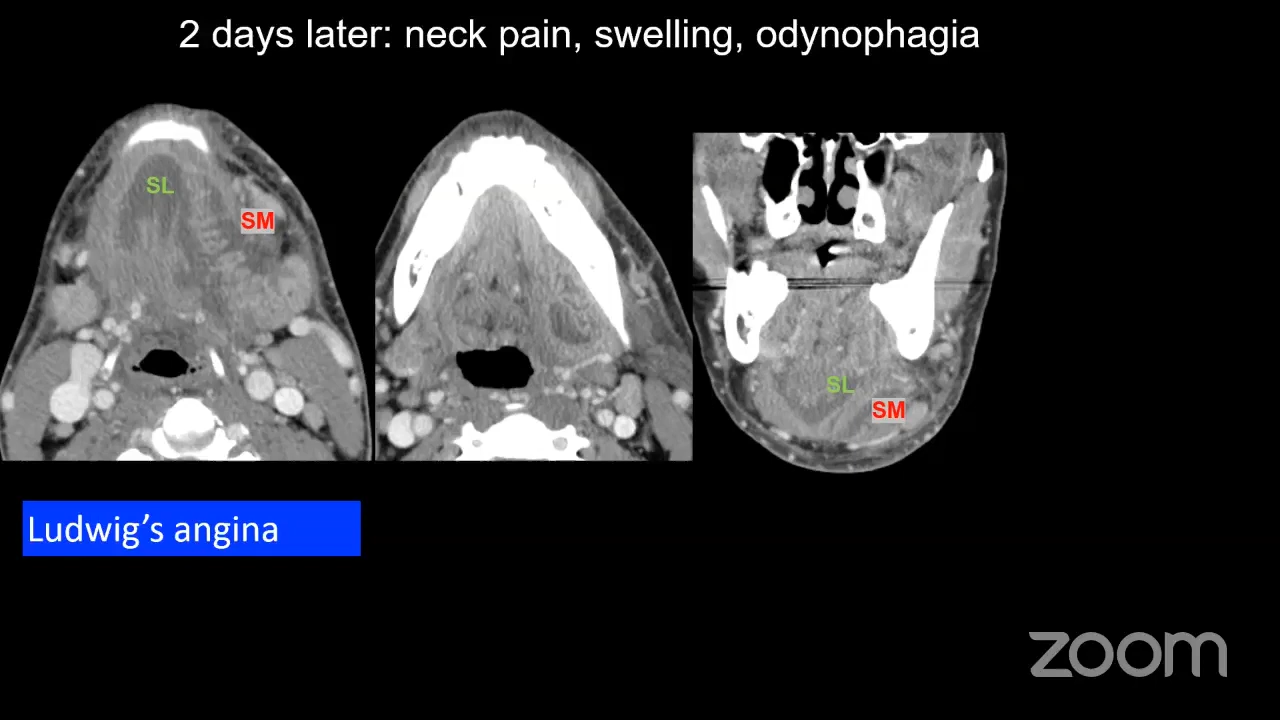 2 days later: neck pain, swelling, odynophagia
SL
SM
SL
SM
Ludwig's angina
zoom